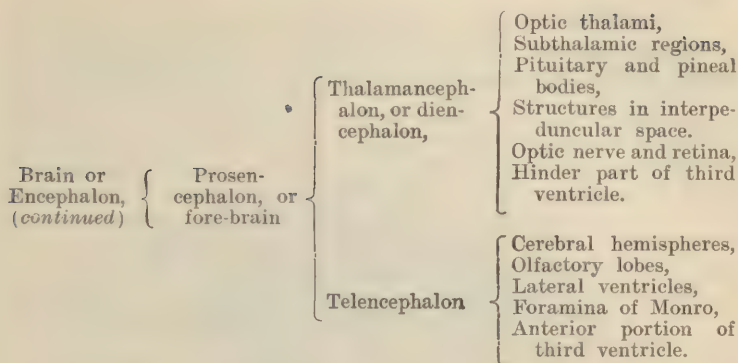 Brain or
Encephalon,
(continued)
Prosen-
cephalon, or
fore-brain
Thalamanceph-
alon, or dien-
cephalon,
Optic thalami,
Subthalamic regions,
Pituitary and pineal
bodies,
Structures in interpe-
duncular space.
Optic nerve and retina,
Hinder part of third
ventricle.
Telencephalon
Cerebral hemispheres,
Olfactory lobes,
Lateral ventricles,
Foramina of Monro,
Anterior portion of
third ventricle.